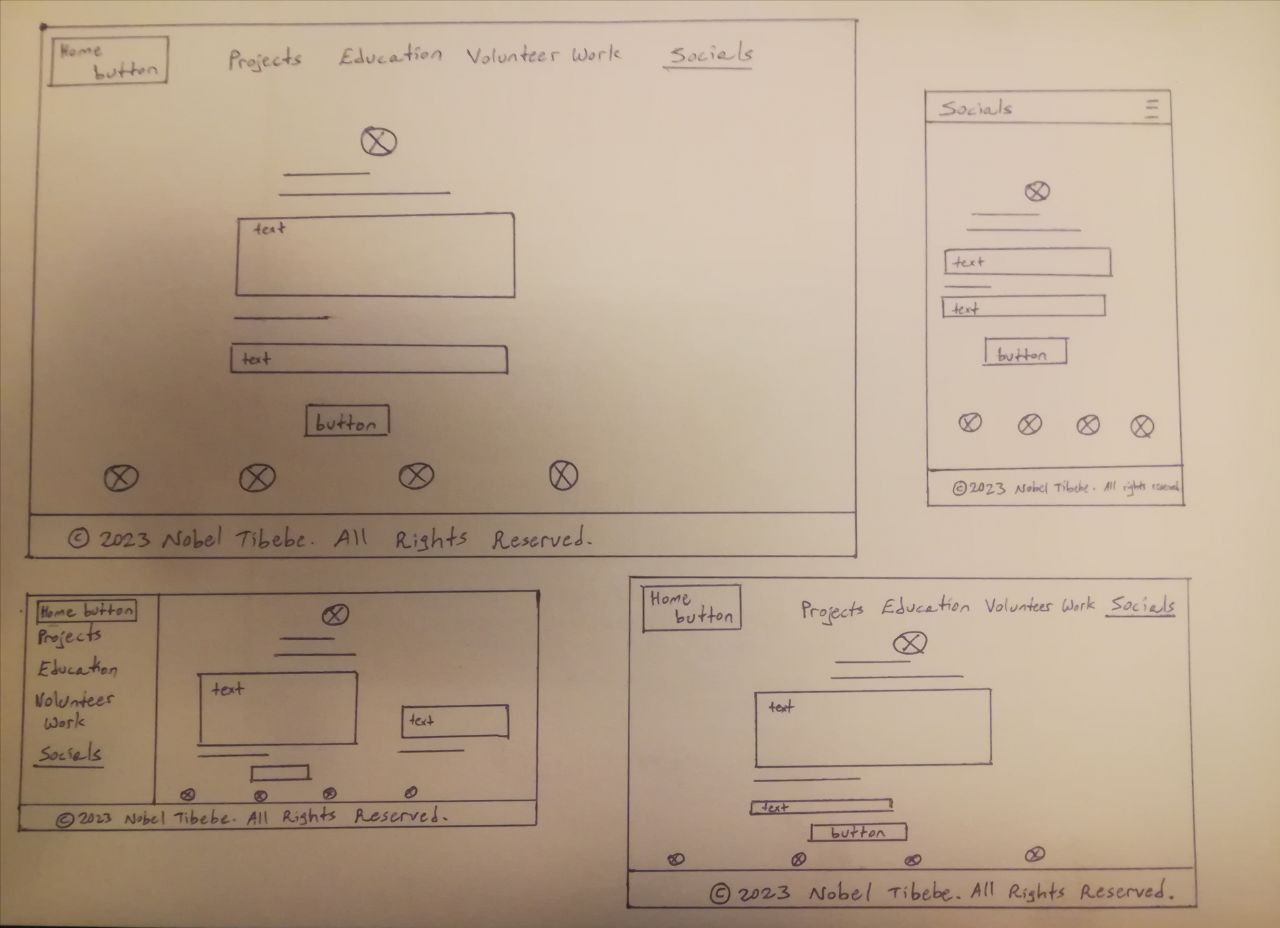 Home
button
Projects Education Volunteer Work Socials
text
text
button
© 2023 Nobel Tibebe. All Rights Reserved.
Socials
text
text
button
© 2023 Nobel Tibebe. All rights reserved
Home button
Projects
Education
Volunteer
Work
Socials
text
text
© 2023 Nobel Tibebe. All Rights Reserved.
Home
button
Projects Education Volunteer Work Socials
text
text
button
© 2023 Nobel Tibebe. All Rights Reserved.